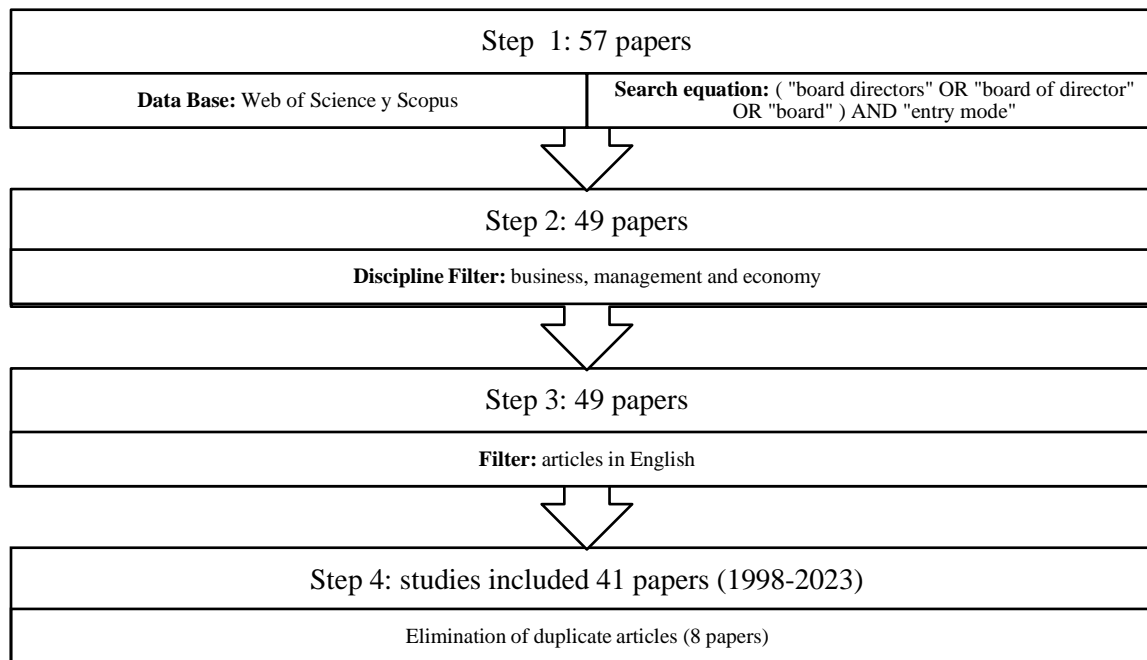 Step 1: 57 papers
Data Base: Web of Science y Scopus
Search equation: ( "board directors" OR "board of director"
OR "board" ) AND "entry mode"
Step 2: 49 papers
Discipline Filter: business, management and economy
Step 3: 49 papers
Filter: articles in English
Step 4: studies included 41 papers (1998-2023)
Elimination of duplicate articles (8 papers)